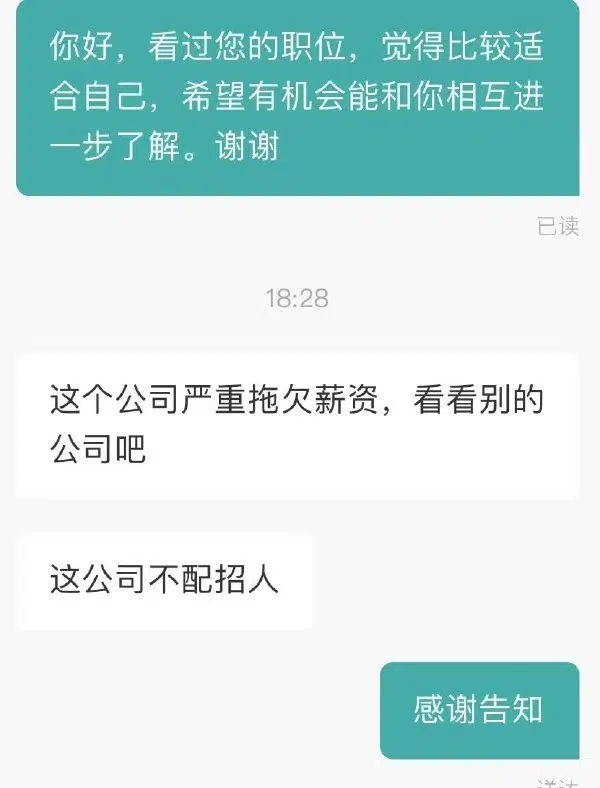 你好，看过您的职位，觉得比较适
合自己，希望有机会能和你相互进
一步了解。谢谢
已读
18:28
这个公司严重拖欠薪资，看看别的
公司吧
这公司不配招人
感谢告知